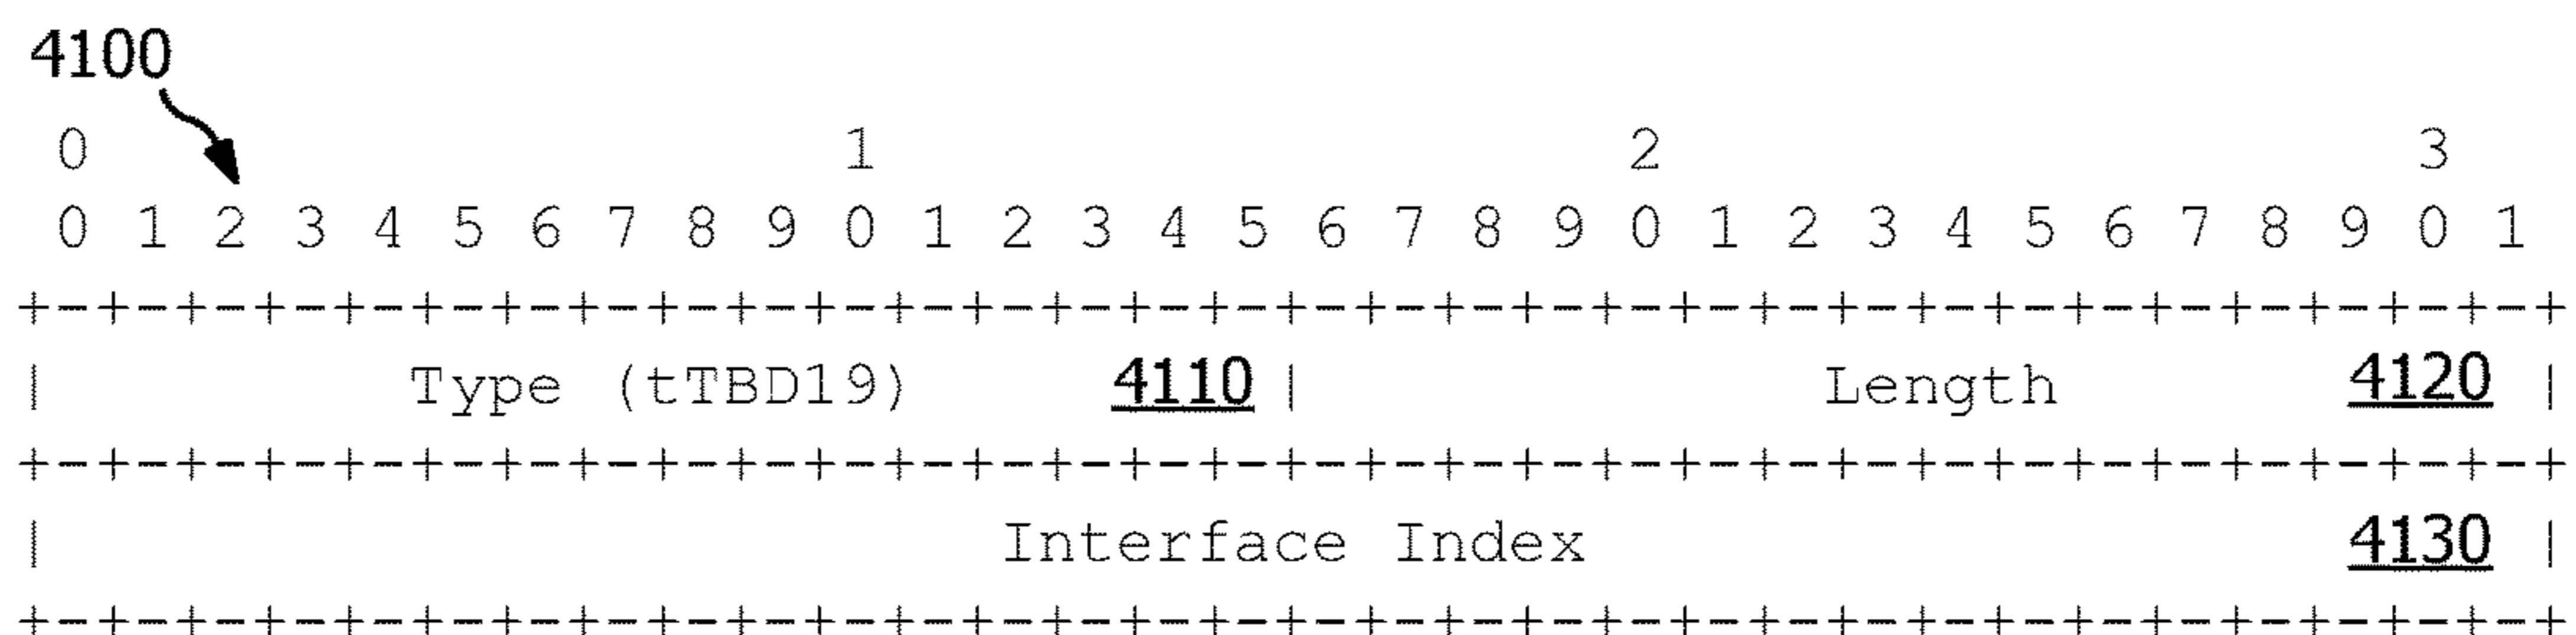 4100
0 1 2 3
0 1 2 3 4 5 6 7 8 9 0 1 2 3 4 5 6 7 8 9 0 1 2 3 4 5 6 7 8 9 0 1
+-+-+-+-+-+-+-+-+-+-+-+-+-+-+-+-+-+-+-+-+-+-+-+-+-+-+-+-+-+-+-+-+
| Type (tTBD19) 4110 | Length 4120 |
+-+-+-+-+-+-+-+-+-+-+-+-+-+-+-+-+-+-+-+-+-+-+-+-+-+-+-+-+-+-+-+-+
| Interface Index 4130 |
+-+-+-+-+-+-+-+-+-+-+-+-+-+-+-+-+-+-+-+-+-+-+-+-+-+-+-+-+-+-+-+-+